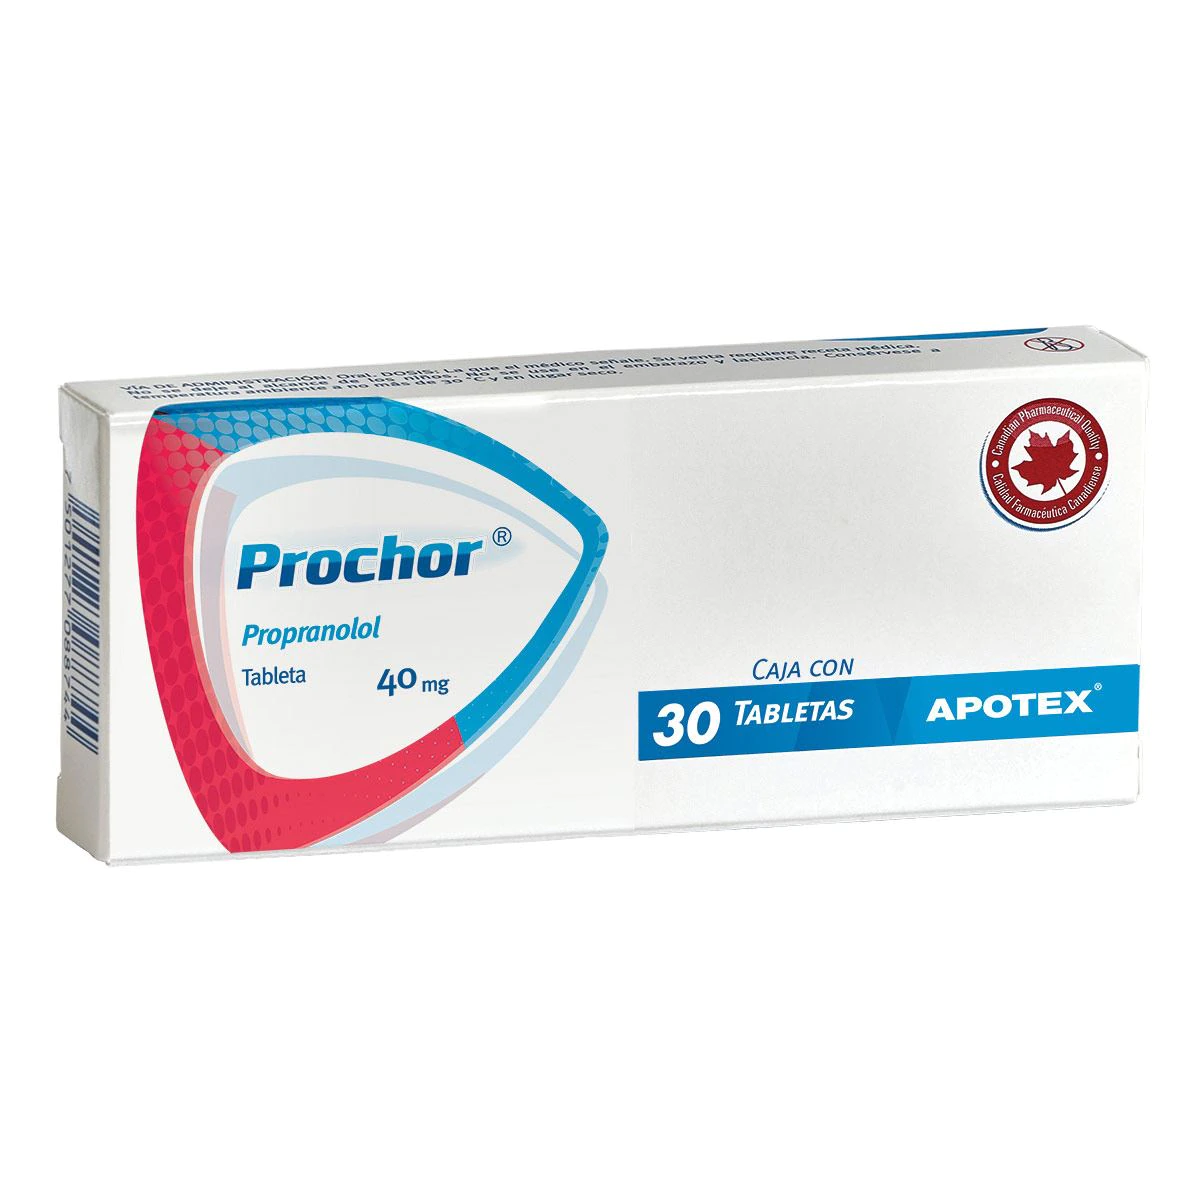 VÍA DE ADMINISTRACIÓN: Oral. DOSIS: La que el médico señale. Su venta requiere receta médica.
No se deje al alcance de los niños. No se use en el embarazo y lactancia. Consérvese a
temperatura ambiente a no más de 30 °C y en lugar seco.
Canadian Pharmaceutical Quality
Calidad Farmacéutica Canadiense
Prochor®
Propranolol
Tableta 40 mg
CAJA CON
30 TABLETAS
APOTEX®